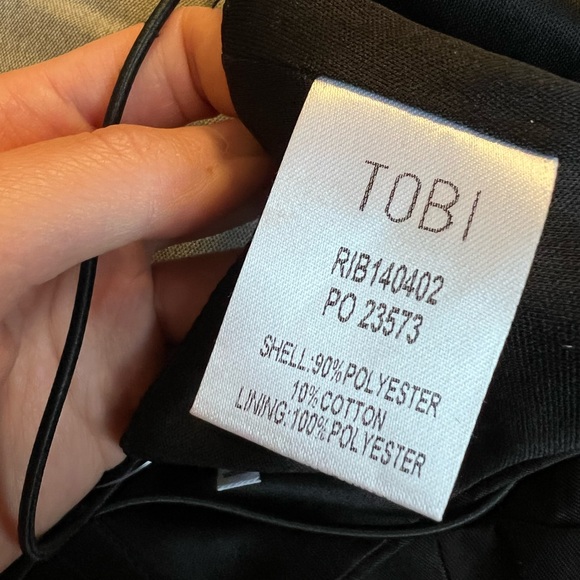 TOBI
RIB140402
PO 23573
SHELL:90%POLYESTER
10%COTTON
LINING:100%POLYESTER